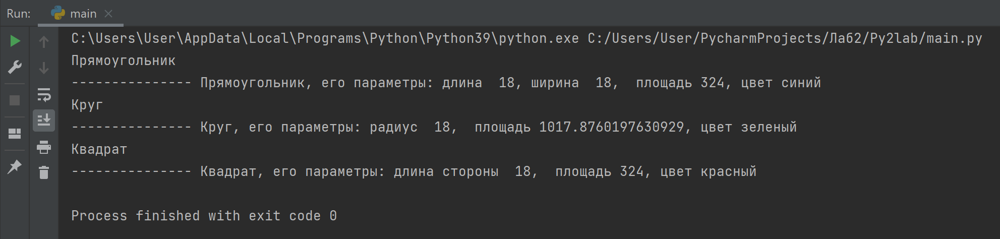 Run: main
C:\Users\User\AppData\Local\Programs\Python\Python39\python.exe C:/Users/User/PycharmProjects/Лаб2/Py2lab/main.py
Прямоугольник
--------------- Прямоугольник, его параметры: длина  18, ширина  18,  площадь 324, цвет синий
Круг
--------------- Круг, его параметры: радиус  18,  площадь 1017.8760197630929, цвет зеленый
Квадрат
--------------- Квадрат, его параметры: длина стороны  18,  площадь 324, цвет красный
Process finished with exit code 0